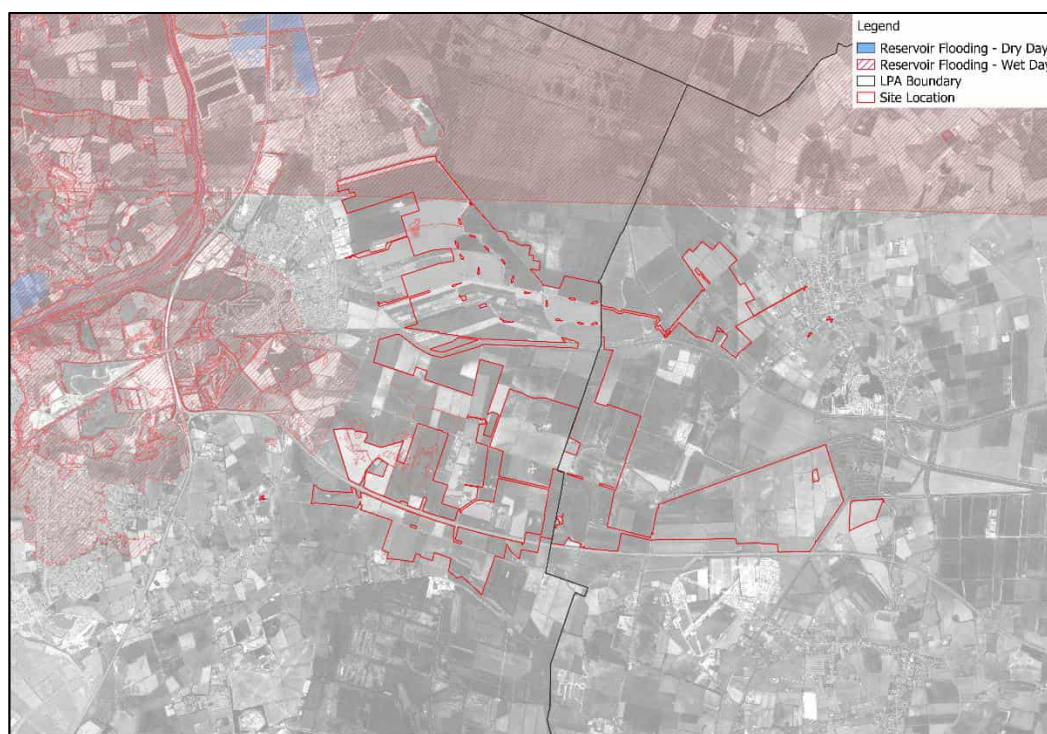 Legend
Reservoir Flooding - Dry Day
Reservoir Flooding - Wet Day
LPA Boundary
Site Location